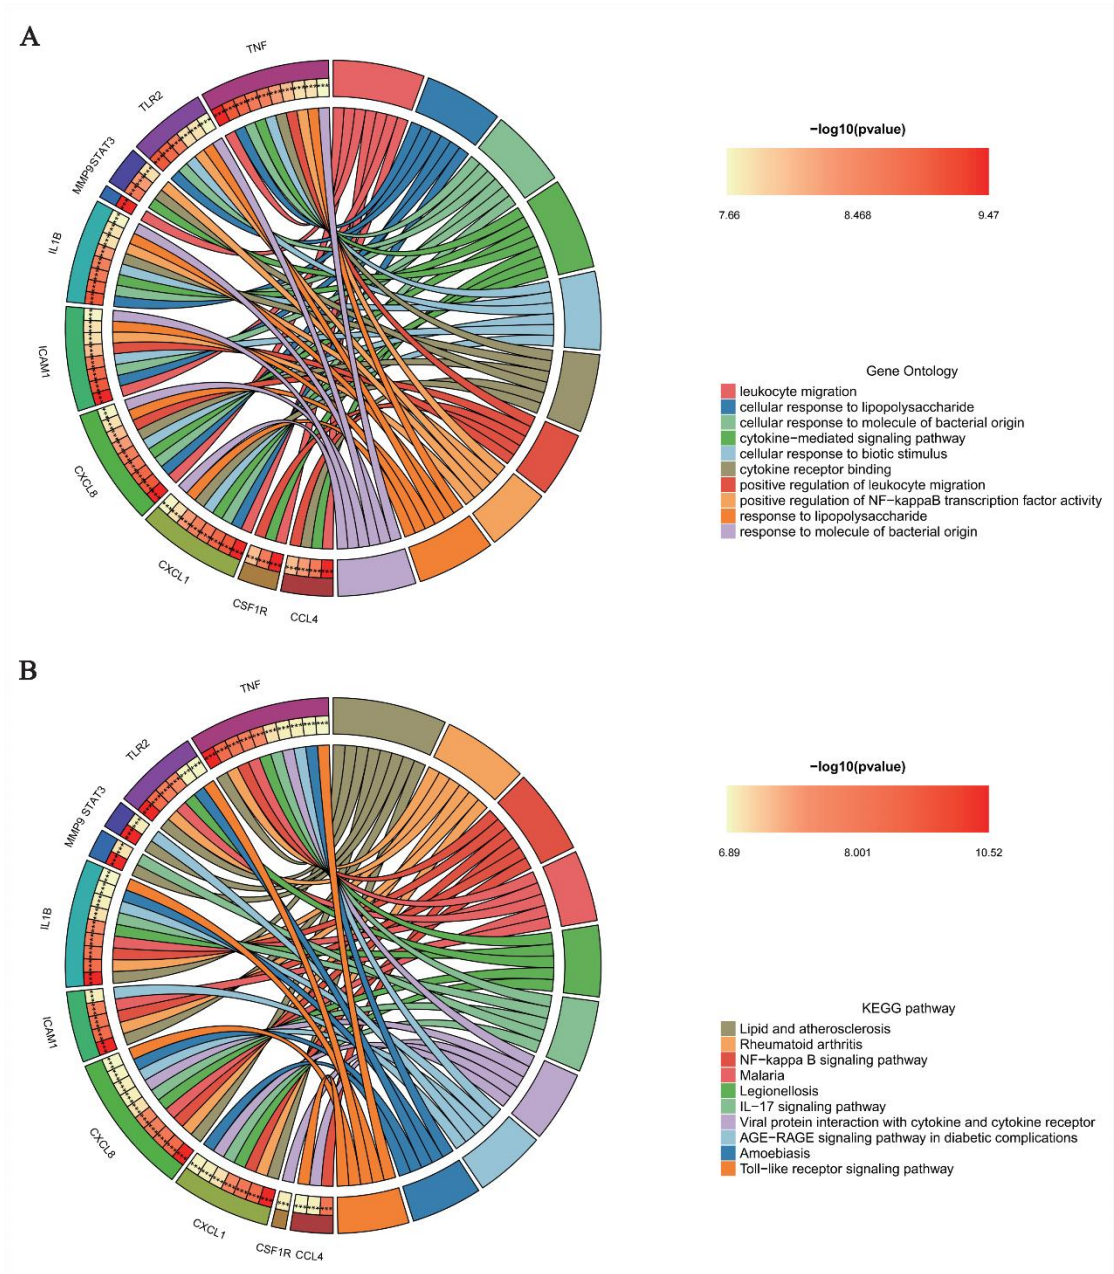 A
TNF
TLR2
STAT3
MMP9
IL1B
ICAM1
CXCL8
CXCL1
CSF1R
CCL4
−log10(pvalue)
7.66 8.468 9.47
Gene Ontology
leukocyte migration
cellular response to lipopolysaccharide
cellular response to molecule of bacterial origin
cytokine−mediated signaling pathway
cellular response to biotic stimulus
cytokine receptor binding
positive regulation of leukocyte migration
positive regulation of NF−kappaB transcription factor activity
response to lipopolysaccharide
response to molecule of bacterial origin
B
TNF
TLR2
STAT3
MMP9
IL1B
ICAM1
CXCL8
CXCL1
CSF1R
CCL4
−log10(pvalue)
6.89 8.001 10.52
KEGG pathway
Lipid and atherosclerosis
Rheumatoid arthritis
NF−kappa B signaling pathway
Malaria
Legionellosis
IL−17 signaling pathway
Viral protein interaction with cytokine and cytokine receptor
AGE−RAGE signaling pathway in diabetic complications
Amoebiasis
Toll−like receptor signaling pathway